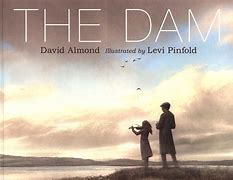 THE DAM
David Almond Illustrated by Levi Pinfold